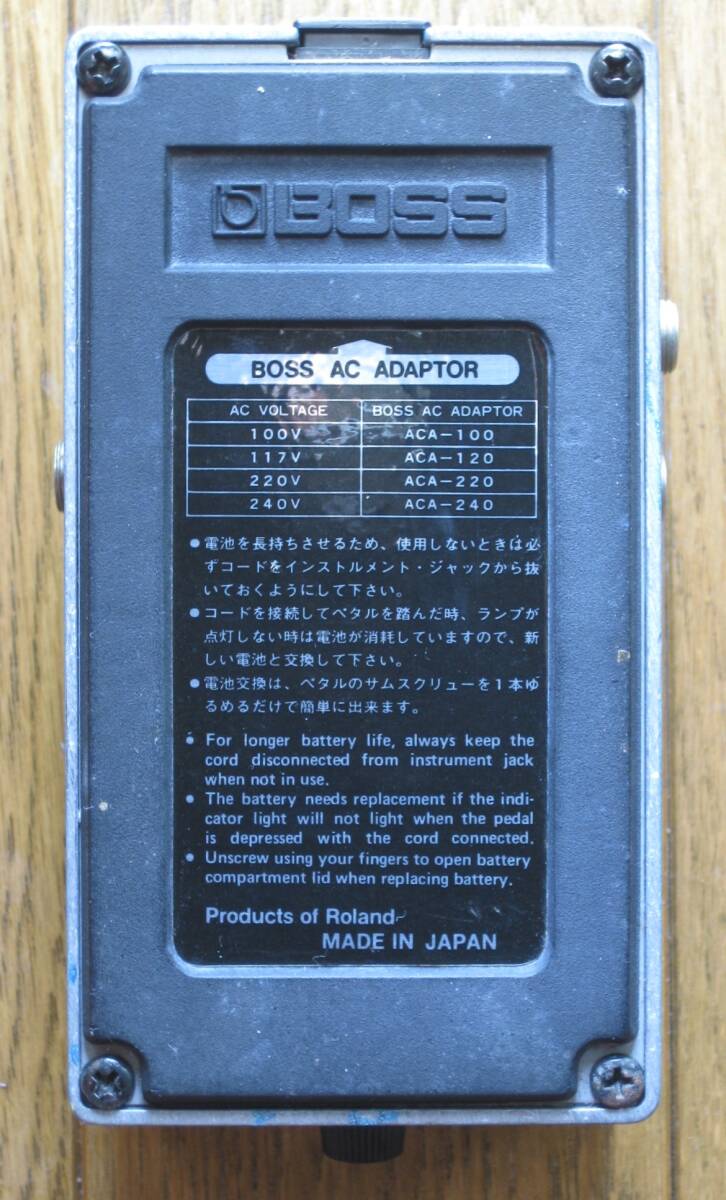 BOSS
BOSS AC ADAPTOR
AC VOLTAGE BOSS AC ADAPTOR
100V ACA-100
117V ACA-120
220V ACA-220
240V ACA-240
●電池を長持ちさせるため、使用しないときは必
ずコードをインストルメント・ジャックから抜
いておくようにして下さい。
●コードを接続してペタルを踏んだ時、ランプが
点灯しない時は電池が消耗していますので、新
しい電池と交換して下さい。
●電池交換は、ペタルのサムスクリューを1本ゆ
るめるだけで簡単に出来ます。
● For longer battery life, always keep the
cord disconnected from instrument jack
when not in use.
● The battery needs replacement if the indi-
cator light will not light when the pedal
is depressed with the cord connected.
● Unscrew using your fingers to open battery
compartment lid when replacing battery.
Products of Roland
MADE IN JAPAN